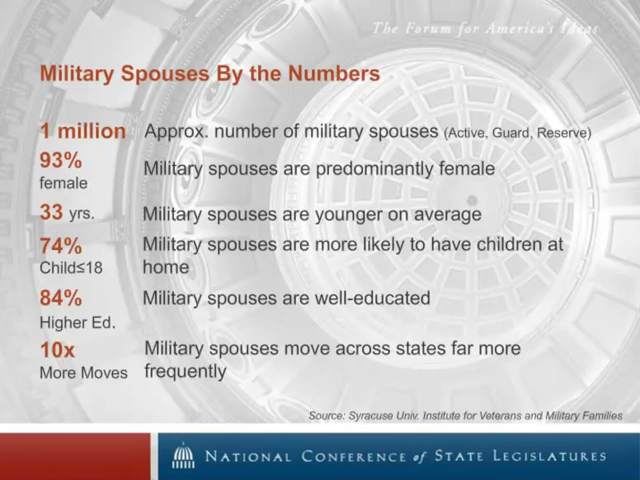 The Forum for America's Ideas
Military Spouses By the Numbers
1 million Approx. number of military spouses (Active, Guard, Reserve)
93%
female
Military spouses are predominantly female
33 yrs. Military spouses are younger on average
74%
Child≤18
Military spouses are more likely to have children at
home
84%
Higher Ed.
Military spouses are well-educated
10x
More Moves
Military spouses move across states far more
frequently
Source: Syracuse Univ. Institute for Veterans and Military Families
NATIONAL CONFERENCE of STATE LEGISLATURES